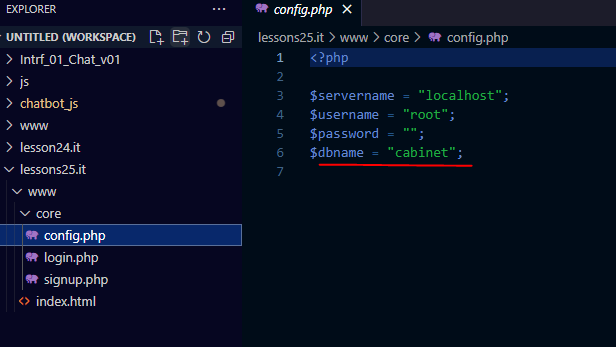 EXPLORER
UNTITLED (WORKSPACE)
Intrf_01_Chat_v01
js
chatbot_js
www
lesson24.it
lessons25.it
www
core
config.php
login.php
signup.php
index.html
config.php
lessons25.it > www > core > config.php
1 <?php
2
3 $servername = "localhost";
4 $username = "root";
5 $password = "";
6 $dbname = "cabinet";
7